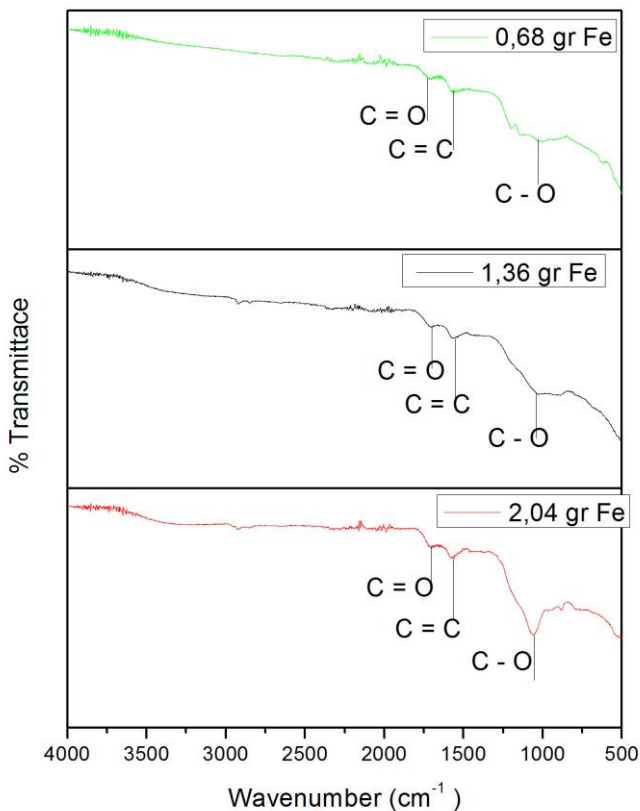 0,68 gr Fe
C = O
C = C
C - O
1,36 gr Fe
C = O
C = C
C - O
2,04 gr Fe
C = O
C = C
C - O
% Transmittace
4000 3500 3000 2500 2000 1500 1000 500
Wavenumber (cm⁻¹)